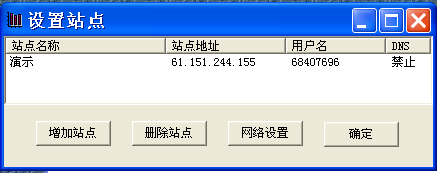 设置站点
站点名称 站点地址 用户名 DNS
演示 61.151.244.155 68407696 禁止
增加站点 删除站点 网络设置 确定